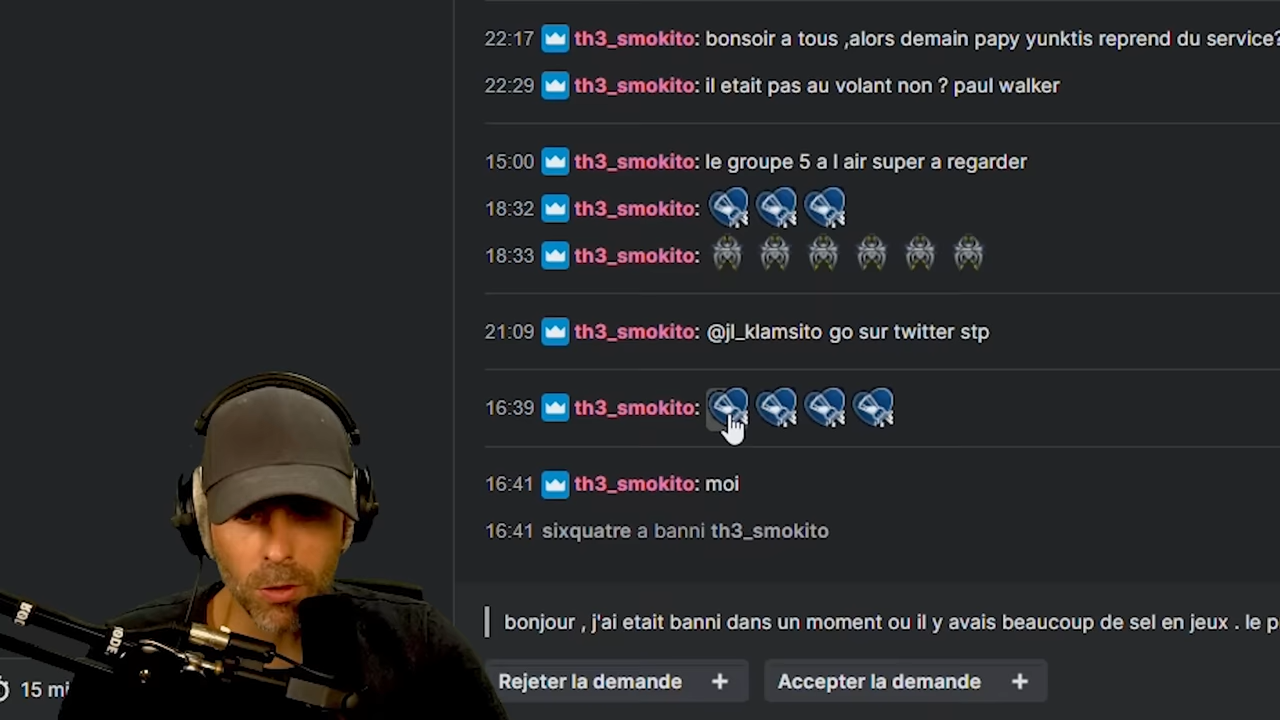 22:17 th3_smokito: bonsoir a tous ,alors demain papy yunktis reprend du service?
22:29 th3_smokito: il etait pas au volant non ? paul walker
15:00 th3_smokito: le groupe 5 a l air super a regarder
18:32 th3_smokito:
18:33 th3_smokito:
21:09 th3_smokito: @jl_klamsito go sur twitter stp
16:39 th3_smokito:
16:41 th3_smokito: moi
16:41 sixquatre a banni th3_smokito
bonjour , j'ai etait banni dans un moment ou il y avais beaucoup de sel en jeux . le p
Rejeter la demande +
Accepter la demande +
15 mi
RODE